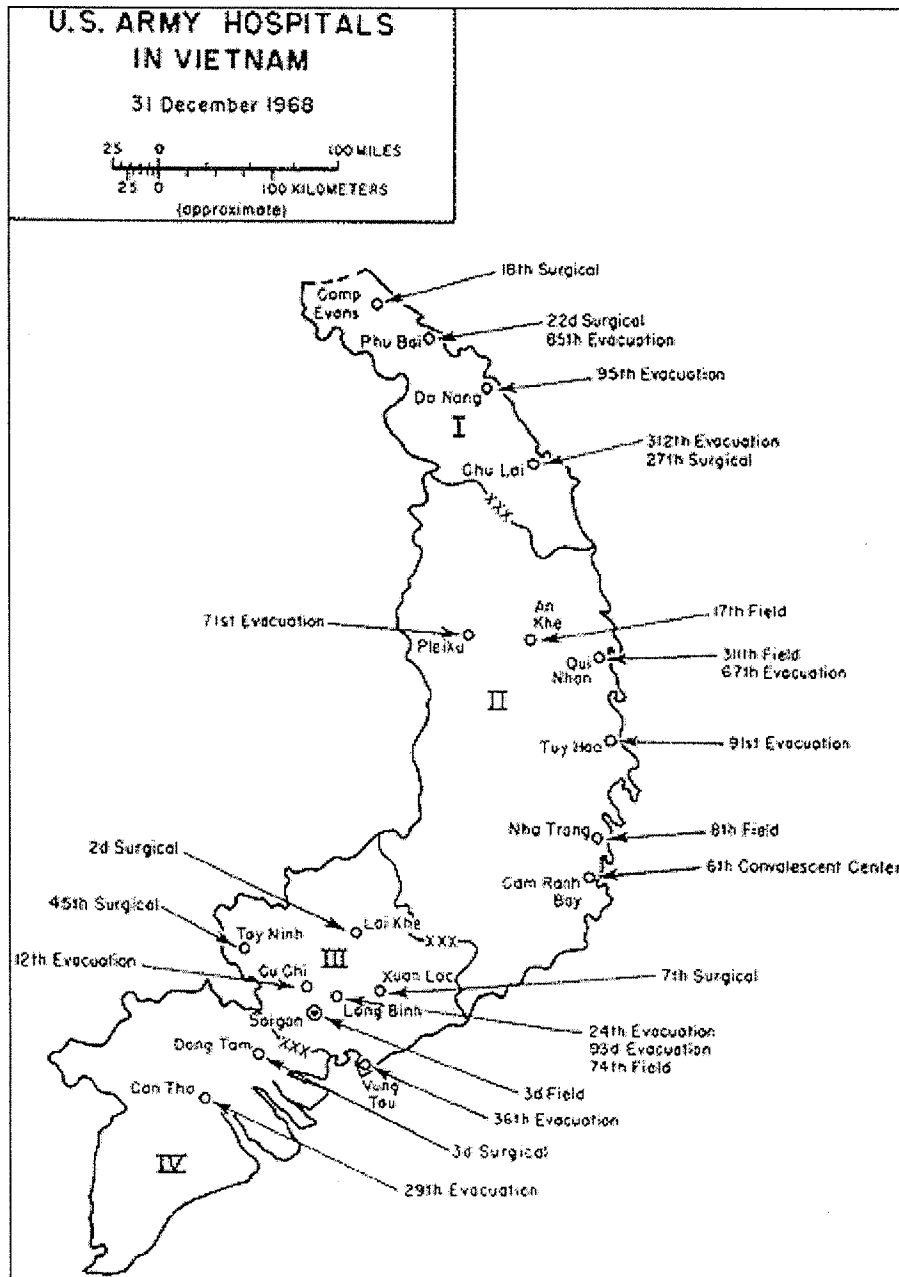 U.S. ARMY HOSPITALS
IN VIETNAM
31 December 1968
25 0 100 MILES
25 0 100 KILOMETERS
(approximate)
18th Surgical
Camp
Evans
22d Surgical
85th Evacuation
Phu Bai
95th Evacuation
Da Nang
I
312th Evacuation
27th Surgical
Chu Lai
XXX
An
Khe
17th Field
71st Evacuation
Pleiku
Qui
Nhon
311th Field
67th Evacuation
II
91st Evacuation
Tuy Hoa
Nha Trang
8th Field
2d Surgical
6th Convalescent Center
Cam Ranh
Bay
45th Surgical
Lai Khe
Tay Ninh
XXX
12th Evacuation
III
Cu Chi
Xuan Loc
7th Surgical
Long Binh
Saigon
24th Evacuation
93d Evacuation
74th Field
XXX
Dong Tam
Vung
Tau
3d Field
Can Tho
36th Evacuation
3d Surgical
IV
29th Evacuation